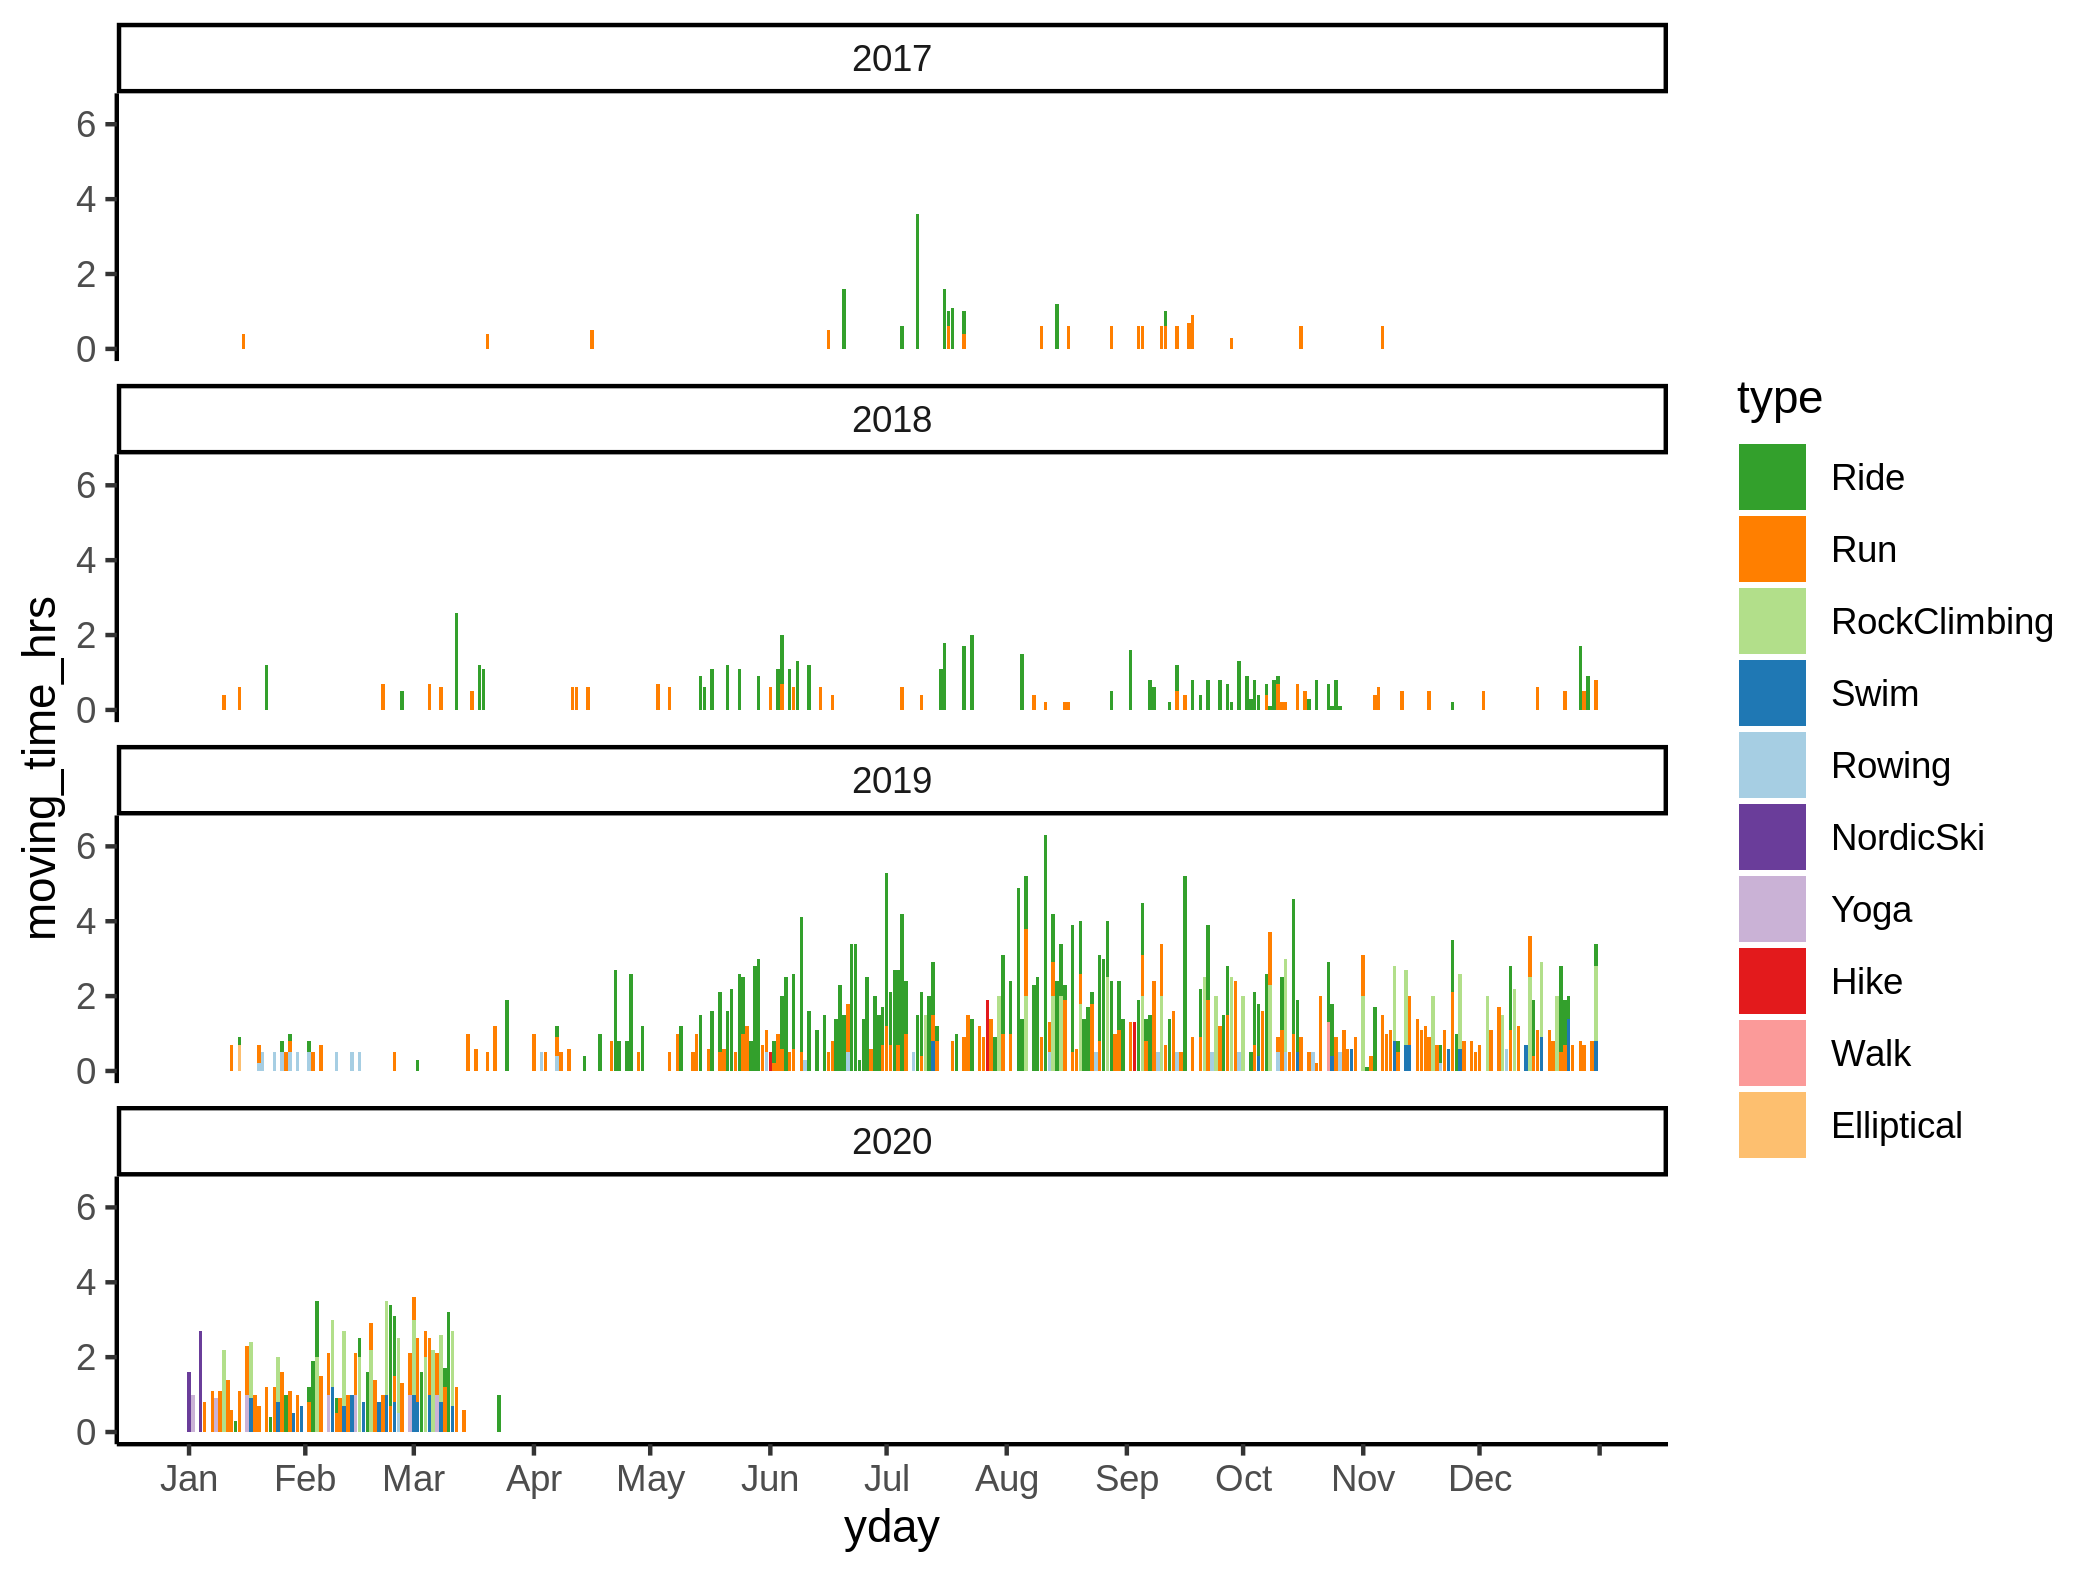 2017
6
4
2
0
2018
6
4
2
0
2019
6
4
2
0
2020
6
4
2
0
moving_time_hrs
Jan Feb Mar Apr May Jun Jul Aug Sep Oct Nov Dec
yday
type
Ride
Run
RockClimbing
Swim
Rowing
NordicSki
Yoga
Hike
Walk
Elliptical